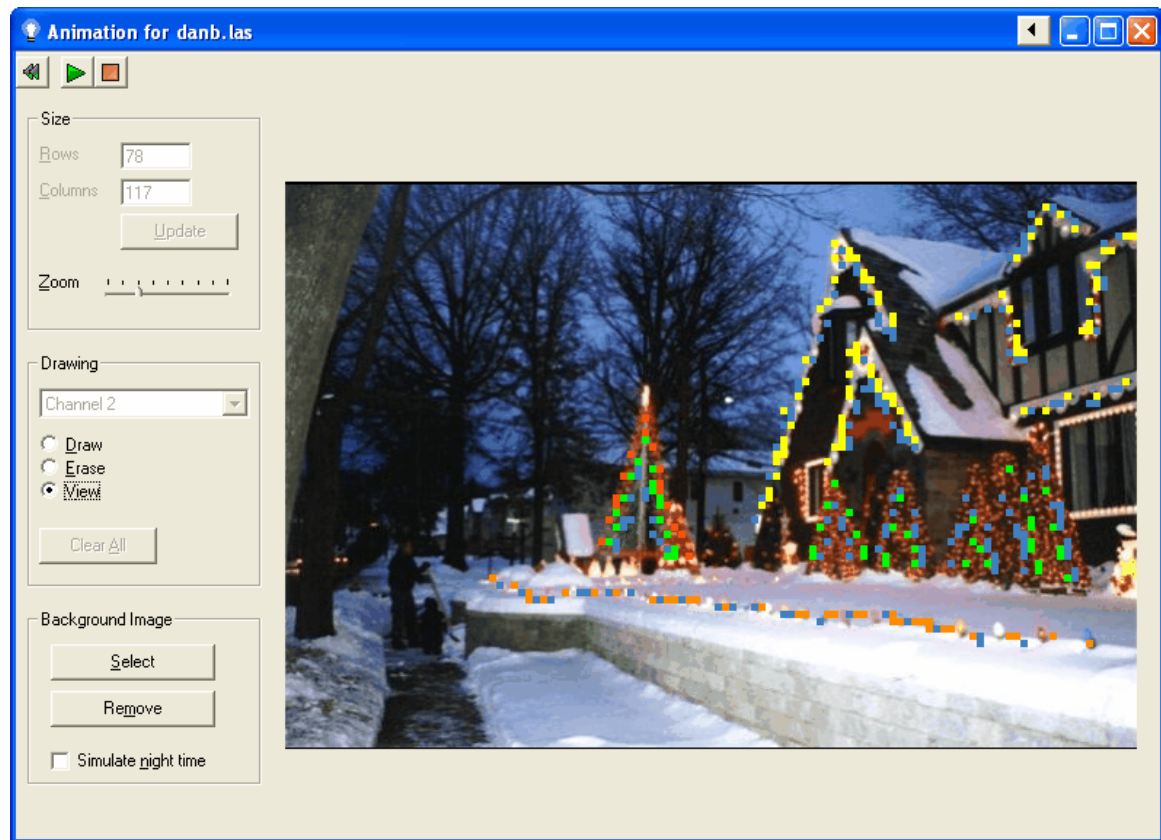 Animation for danb.las
Size
Rows 78
Columns 117
Update
Zoom
Drawing
Channel 2
Draw
Erase
View
Clear All
Background Image
Select
Remove
Simulate night time